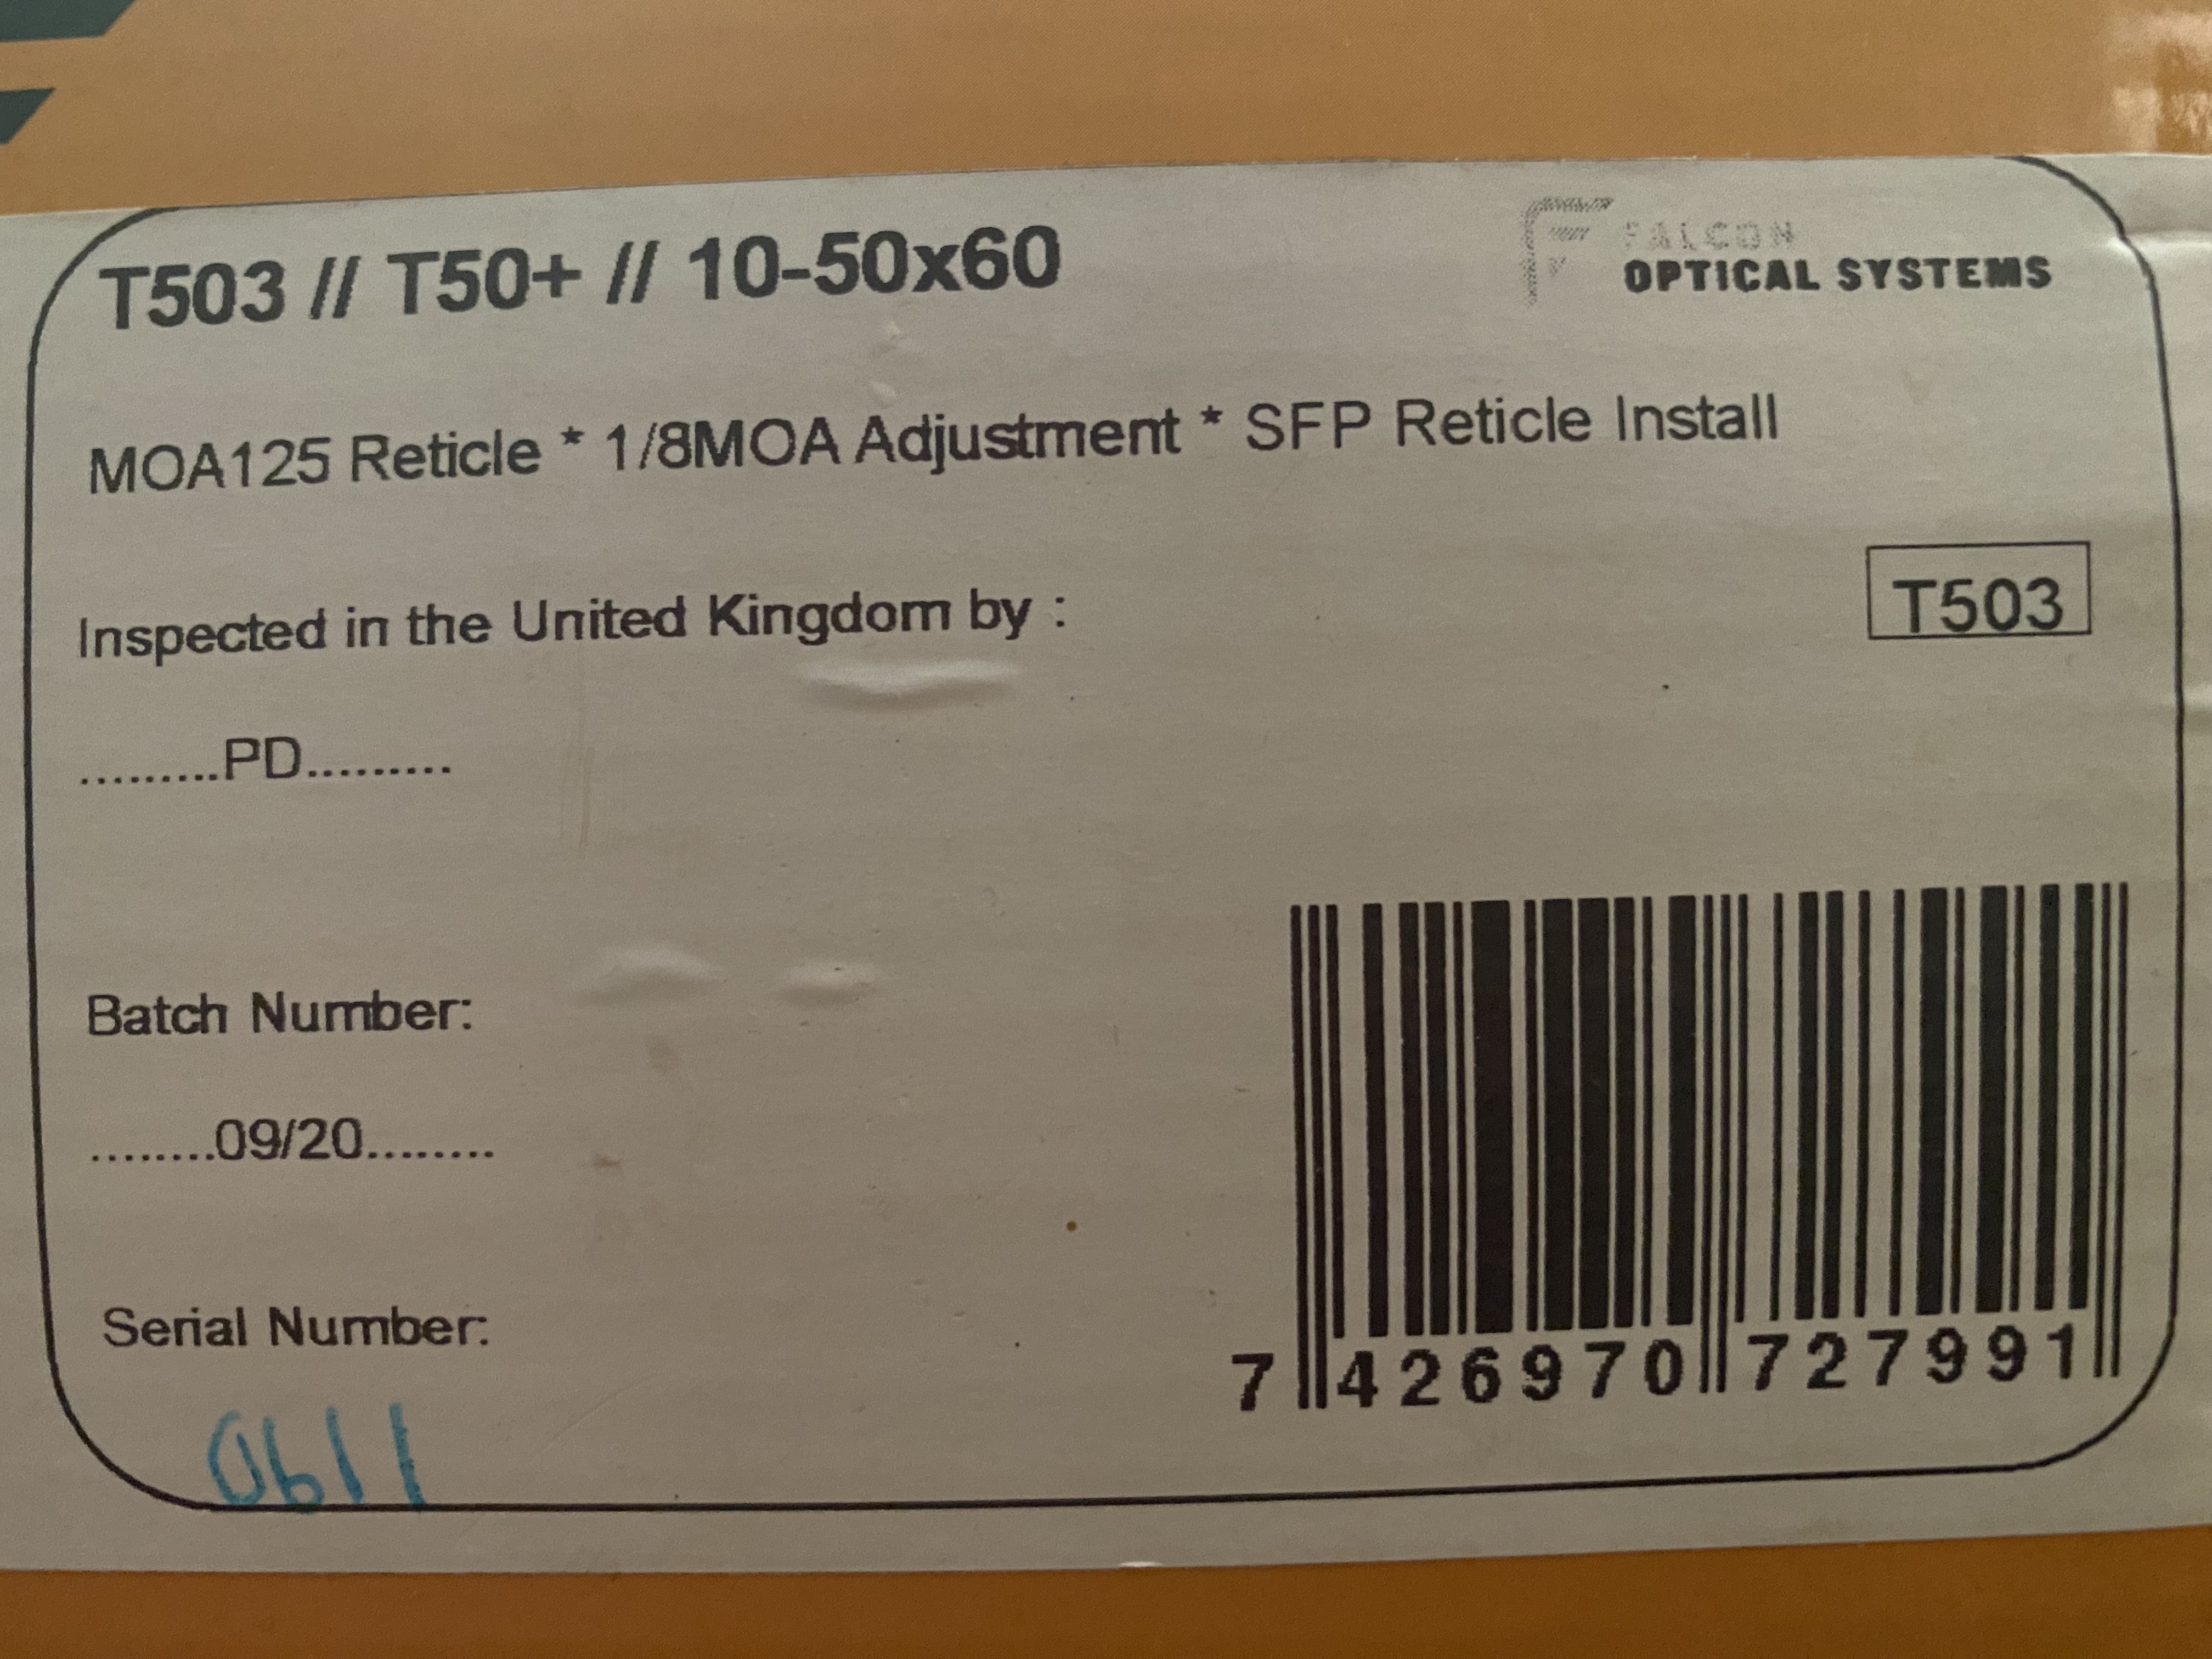 T503 // T50+ // 10-50x60
FALCON
OPTICAL SYSTEMS
MOA125 Reticle * 1/8MOA Adjustment * SFP Reticle Install
Inspected in the United Kingdom by :
T503
.........PD.........
Batch Number:
........09/20........
Serial Number:
0611
7 426970 727991